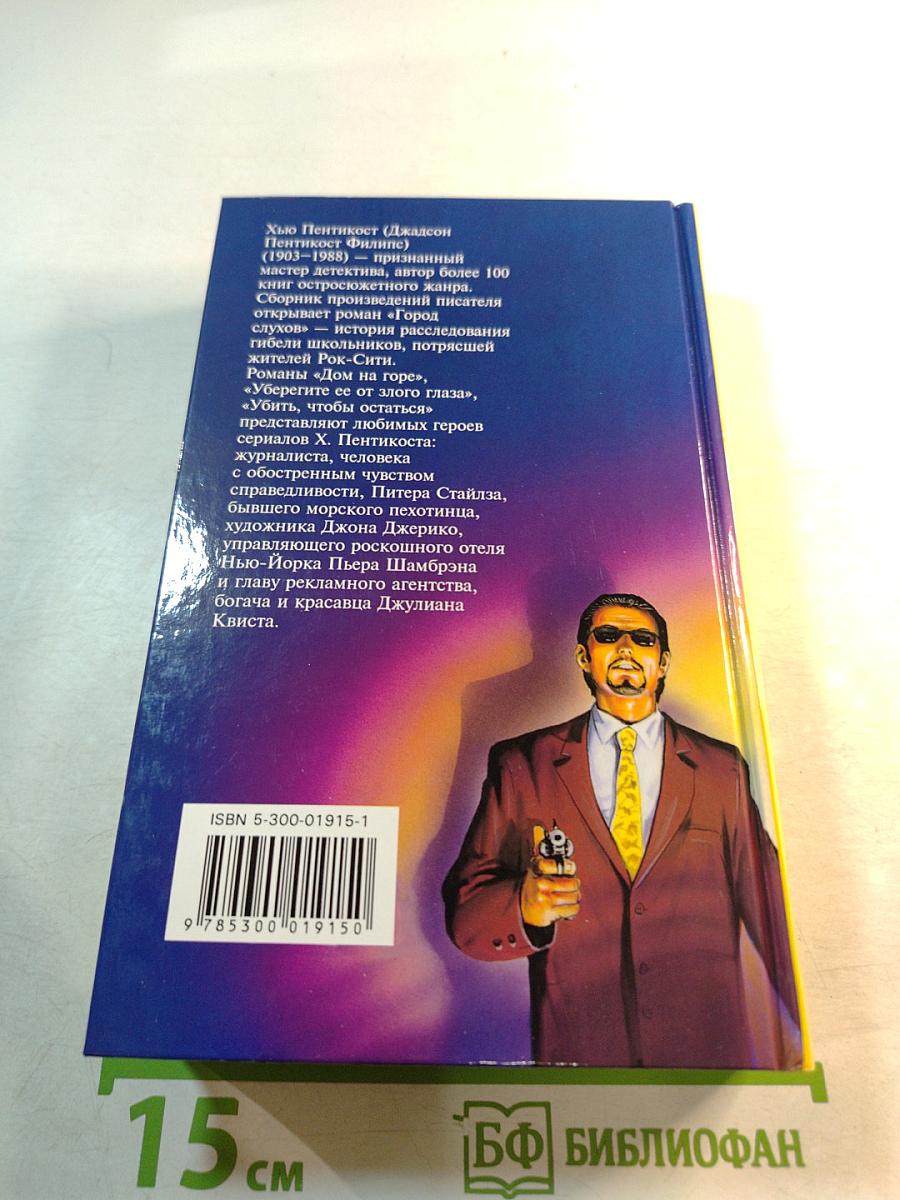 Хью Пентикост (Джадсон
Пентикост Филипс)
(1903—1988) — признанный
мастер детектива, автор более 100
книг остросюжетного жанра.
Сборник произведений писателя
открывает роман «Город
слухов» — история расследования
гибели школьников, потрясшей
жителей Рок-Сити.
Романы «Дом на горе»,
«Уберегите ее от злого глаза»,
«Убить, чтобы остаться»
представляют любимых героев
сериалов Х. Пентикоста:
журналиста, человека
с обостренным чувством
справедливости, Питера Стайлза,
бывшего морского пехотинца,
художника Джона Джерико,
управляющего роскошного отеля
Нью-Йорка Пьера Шамбрэна
и главу рекламного агентства,
богача и красавца Джулиана
Квиста.
ISBN 5-300-01915-1
9 785300 019150
15 см
БФ БИБЛИОФАН